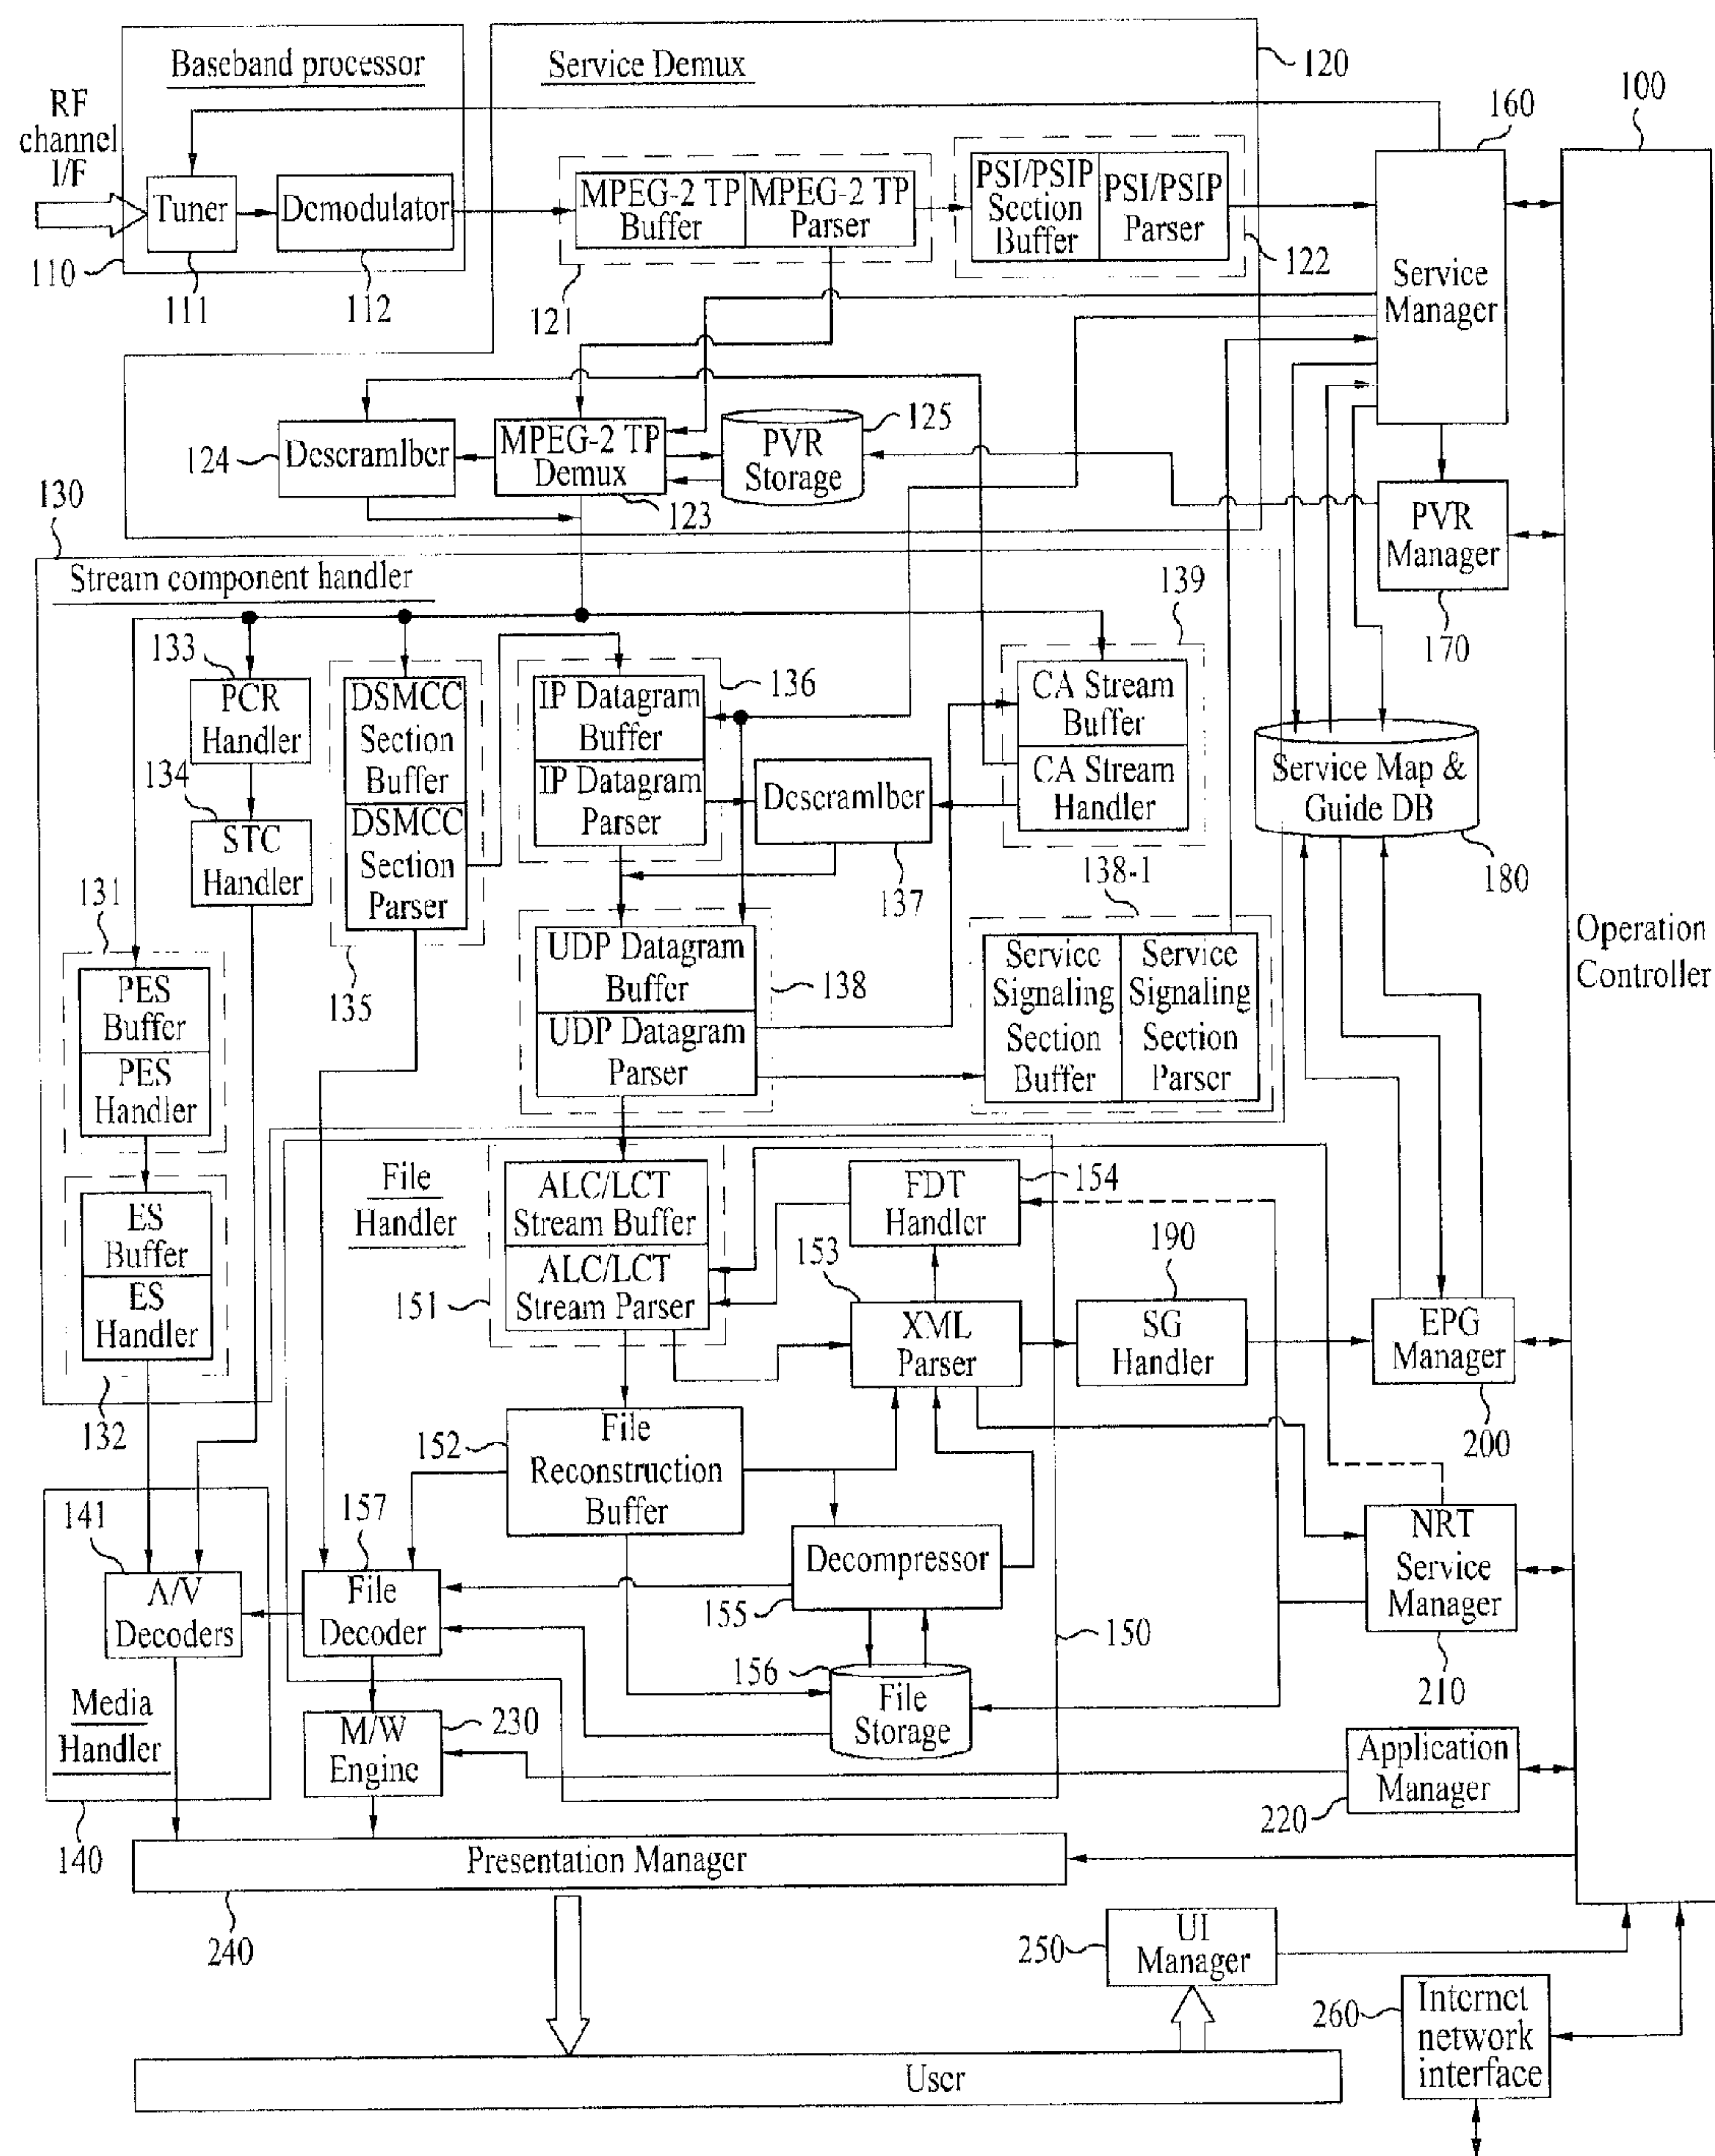 Baseband processor
Service Demux
120
RF
channel
I/F
160
100
Tuner
Demodulator
MPEG-2 TP
Buffer
MPEG-2 TP
Parser
PSI/PSIP
Section
Buffer
PSI/PSIP
Parser
110
111
112
121
122
Service
Manager
124
Descramlber
MPEG-2 TP
Demux
123
PVR
Storage
125
130
PVR
Manager
170
Stream component handler
139
133
PCR
Handler
134
STC
Handler
DSMCC
Section
Buffer
DSMCC
Section
Parser
135
IP Datagram
Buffer
IP Datagram
Parser
136
Descramlber
137
CA Stream
Buffer
CA Stream
Handler
Service Map &
Guide DB
180
138-1
Operation
Controller
131
PES
Buffer
PES
Handler
UDP Datagram
Buffer
UDP Datagram
Parser
138
Service
Signaling
Section
Buffer
Service
Signaling
Section
Parser
ES
Buffer
ES
Handler
132
File
Handler
ALC/LCT
Stream Buffer
ALC/LCT
Stream Parser
151
FDT
Handler
154
153
XML
Parser
190
SG
Handler
EPG
Manager
200
152
File
Reconstruction
Buffer
141
A/V
Decoders
157
File
Decoder
Decompressor
155
NRT
Service
Manager
210
150
156
File
Storage
Media
Handler
M/W
Engine
230
Application
Manager
220
140
Presentation Manager
240
250
UI
Manager
260
Internet
network
interface
User